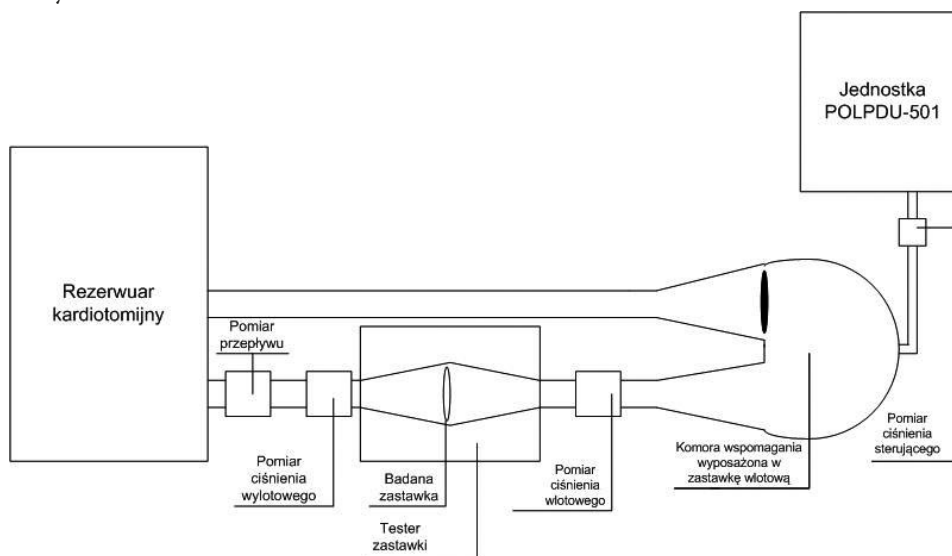 Jednostka
POLPDU-501
Rezerwuar
kardiotomijny
Pomiar
przepływu
Pomiar
ciśnienia
wylotowego
Badana
zastawka
Tester
zastawki
Pomiar
ciśnienia
wlotowego
Komora wspomagania
wyposażona w
zastawkę wlotową
Pomiar
ciśnienia
sterującego